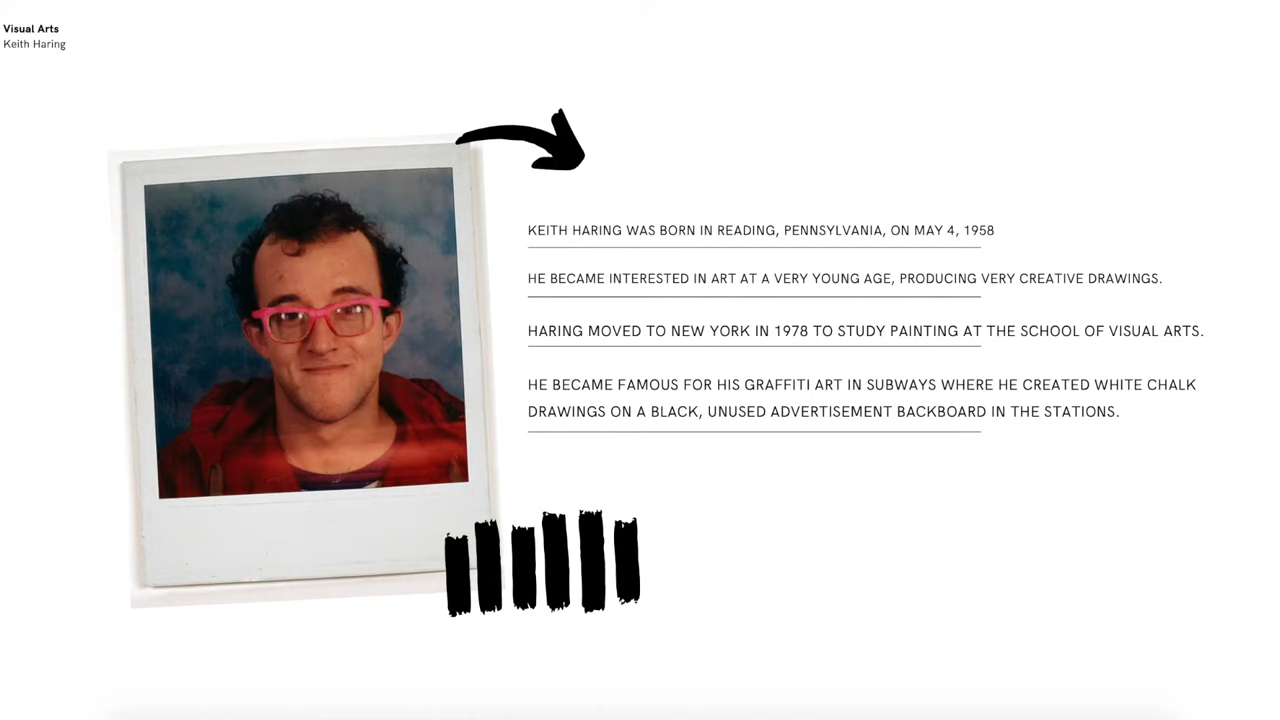 Visual Arts
Keith Haring
KEITH HARING WAS BORN IN READING, PENNSYLVANIA, ON MAY 4, 1958
HE BECAME INTERESTED IN ART AT A VERY YOUNG AGE, PRODUCING VERY CREATIVE DRAWINGS.
HARING MOVED TO NEW YORK IN 1978 TO STUDY PAINTING AT THE SCHOOL OF VISUAL ARTS.
HE BECAME FAMOUS FOR HIS GRAFFITI ART IN SUBWAYS WHERE HE CREATED WHITE CHALK
DRAWINGS ON A BLACK, UNUSED ADVERTISEMENT BACKBOARD IN THE STATIONS.